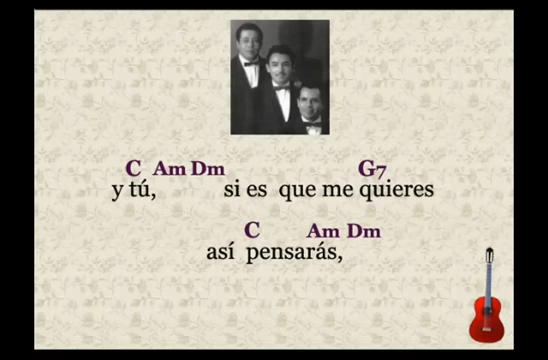 C Am Dm G7
y tú, si es que me quieres
C Am Dm
así pensarás,